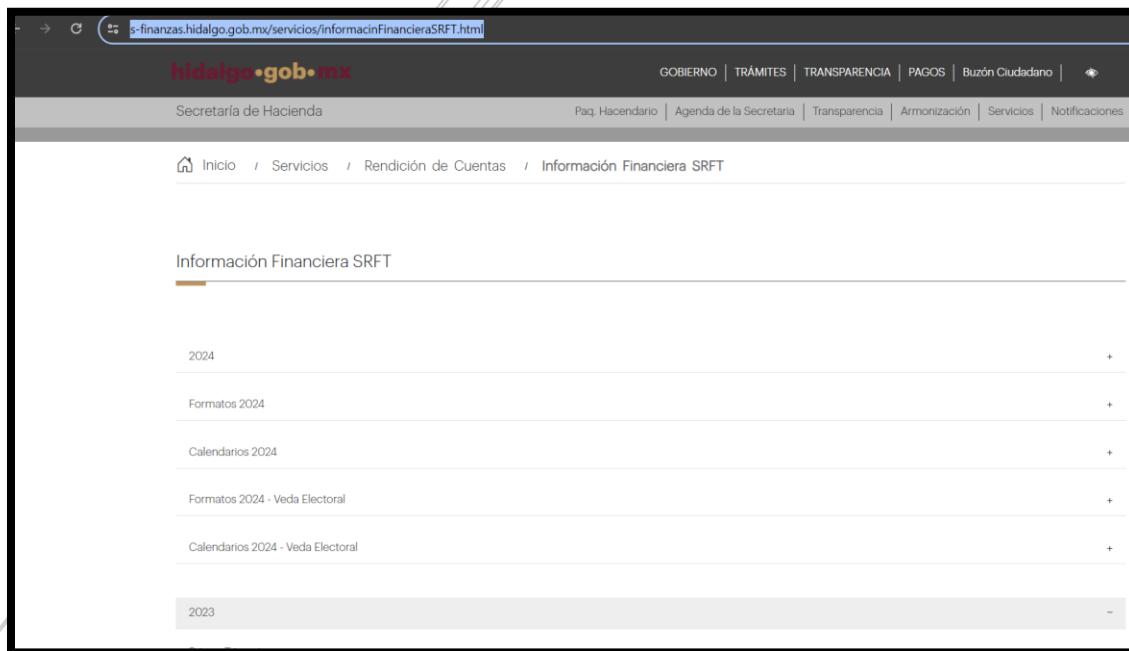 s-finanzas.hidalgo.gob.mx/servicios/informacinFinancieraSRFT.html
hidalgo•gob•mx GOBIERNO | TRÁMITES | TRANSPARENCIA | PAGOS | Buzón Ciudadano |
Secretaría de Hacienda Paq. Hacendario | Agenda de la Secretaria | Transparencia | Armonización | Servicios | Notificaciones
Inicio / Servicios / Rendición de Cuentas / Información Financiera SRFT
Información Financiera SRFT
2024 +
Formatos 2024 +
Calendarios 2024 +
Formatos 2024 - Veda Electoral +
Calendarios 2024 - Veda Electoral +
2023 -